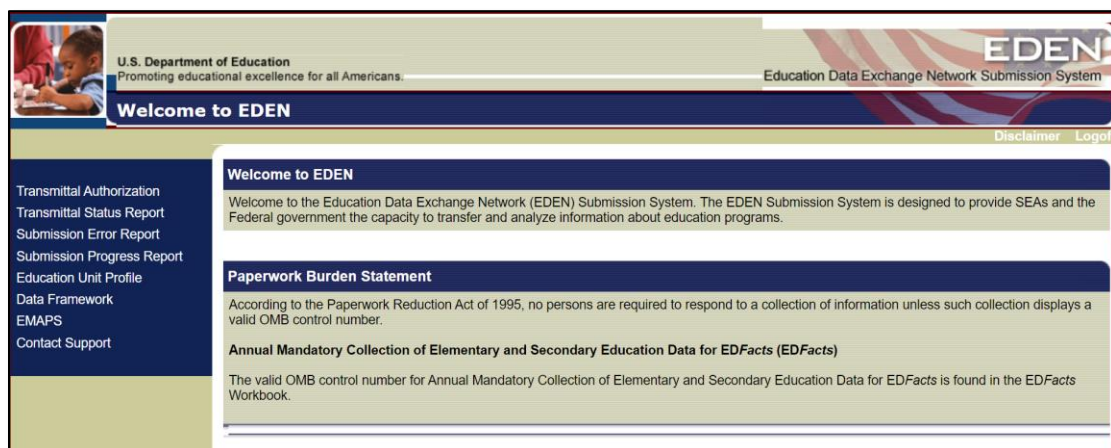 U.S. Department of Education
Promoting educational excellence for all Americans.
EDEN
Education Data Exchange Network Submission System
Welcome to EDEN
Disclaimer Logof
Transmittal Authorization
Transmittal Status Report
Submission Error Report
Submission Progress Report
Education Unit Profile
Data Framework
EMAPS
Contact Support
Welcome to EDEN
Welcome to the Education Data Exchange Network (EDEN) Submission System. The EDEN Submission System is designed to provide SEAs and the
Federal government the capacity to transfer and analyze information about education programs.
Paperwork Burden Statement
According to the Paperwork Reduction Act of 1995, no persons are required to respond to a collection of information unless such collection displays a
valid OMB control number.
Annual Mandatory Collection of Elementary and Secondary Education Data for EDFacts (EDFacts)
The valid OMB control number for Annual Mandatory Collection of Elementary and Secondary Education Data for EDFacts is found in the EDFacts
Workbook.